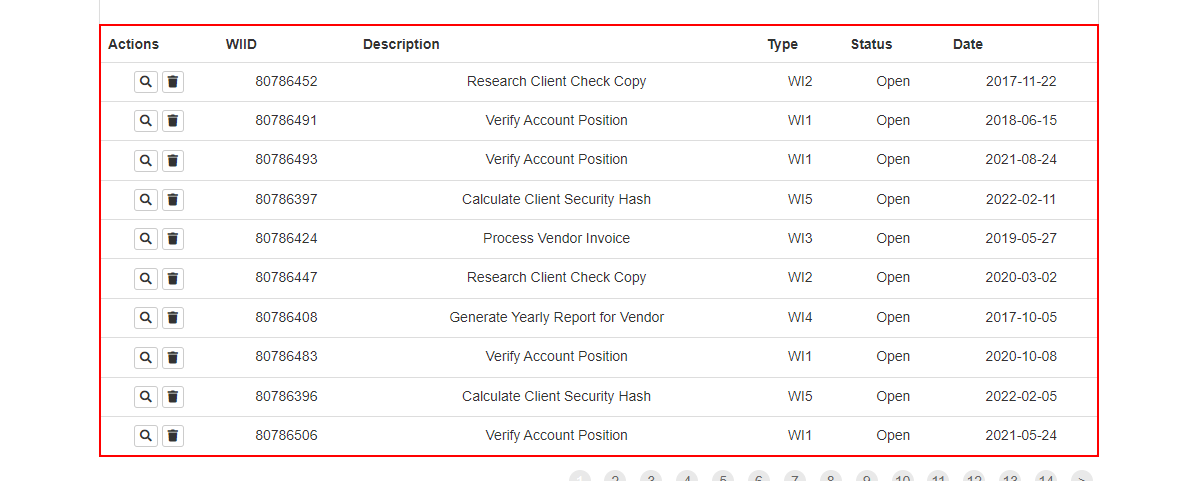 Actions WIID Description Type Status Date
80786452 Research Client Check Copy WI2 Open 2017-11-22
80786491 Verify Account Position WI1 Open 2018-06-15
80786493 Verify Account Position WI1 Open 2021-08-24
80786397 Calculate Client Security Hash WI5 Open 2022-02-11
80786424 Process Vendor Invoice WI3 Open 2019-05-27
80786447 Research Client Check Copy WI2 Open 2020-03-02
80786408 Generate Yearly Report for Vendor WI4 Open 2017-10-05
80786483 Verify Account Position WI1 Open 2020-10-08
80786396 Calculate Client Security Hash WI5 Open 2022-02-05
80786506 Verify Account Position WI1 Open 2021-05-24
1 2 3 4 5 6 7 8 9 10 11 12 13 14 >